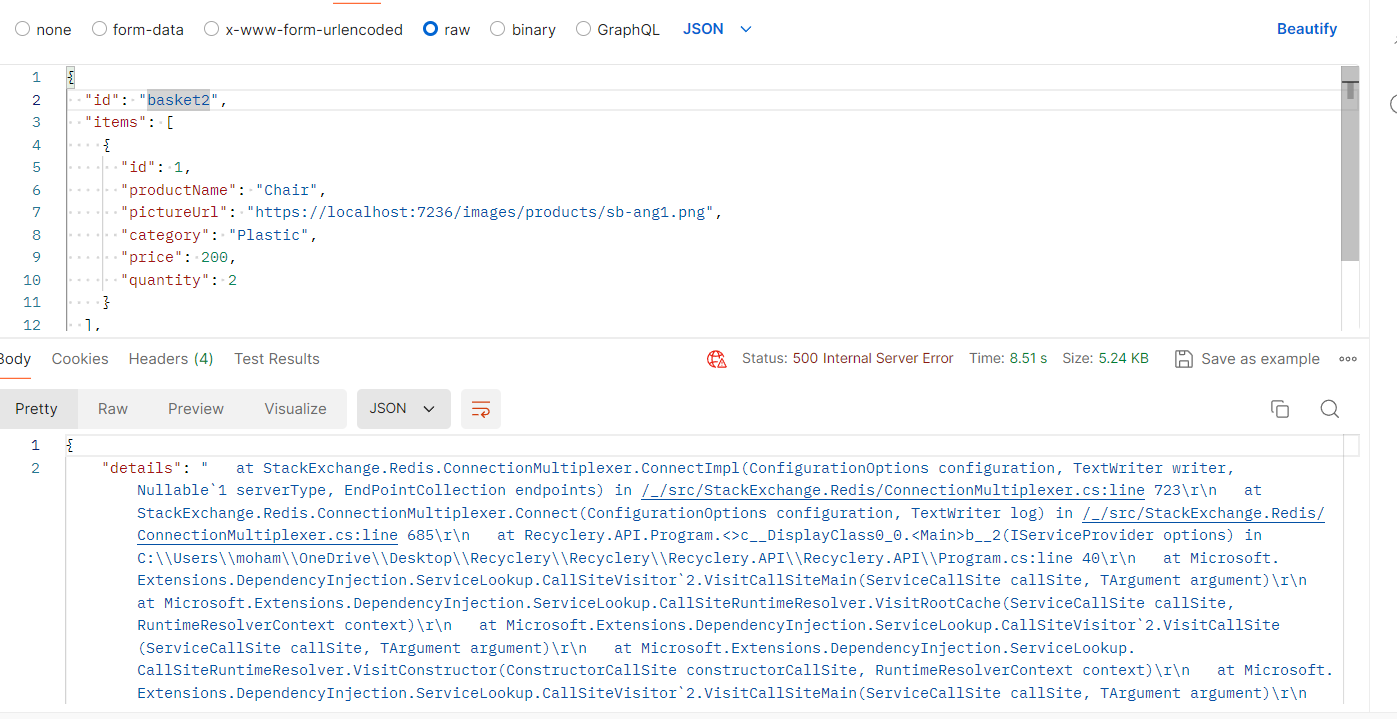 none form-data x-www-form-urlencoded raw binary GraphQL JSON Beautify
1 {
2 "id": "basket2",
3 "items": [
4 {
5 "id": 1,
6 "productName": "Chair",
7 "pictureUrl": "https://localhost:7236/images/products/sb-ang1.png",
8 "category": "Plastic",
9 "price": 200,
10 "quantity": 2
11 }
12 ],
Body Cookies Headers (4) Test Results Status: 500 Internal Server Error Time: 8.51 s Size: 5.24 KB Save as example
Pretty Raw Preview Visualize JSON
1 {
2 "details": "   at StackExchange.Redis.ConnectionMultiplexer.ConnectImpl(ConfigurationOptions configuration, TextWriter writer,
Nullable`1 serverType, EndPointCollection endpoints) in /_/src/StackExchange.Redis/ConnectionMultiplexer.cs:line 723\r\n   at
StackExchange.Redis.ConnectionMultiplexer.Connect(ConfigurationOptions configuration, TextWriter log) in /_/src/StackExchange.Redis/
ConnectionMultiplexer.cs:line 685\r\n   at Recyclery.API.Program.<>c__DisplayClass0_0.<Main>b__2(IServiceProvider options) in
C:\\Users\\moham\\OneDrive\\Desktop\\Recyclery\\Recyclery\\Recyclery.API\\Recyclery.API\\Program.cs:line 40\r\n   at Microsoft.
Extensions.DependencyInjection.ServiceLookup.CallSiteVisitor`2.VisitCallSiteMain(ServiceCallSite callSite, TArgument argument)\r\n
at Microsoft.Extensions.DependencyInjection.ServiceLookup.CallSiteRuntimeResolver.VisitRootCache(ServiceCallSite callSite,
RuntimeResolverContext context)\r\n   at Microsoft.Extensions.DependencyInjection.ServiceLookup.CallSiteVisitor`2.VisitCallSite
(ServiceCallSite callSite, TArgument argument)\r\n   at Microsoft.Extensions.DependencyInjection.ServiceLookup.
CallSiteRuntimeResolver.VisitConstructor(ConstructorCallSite constructorCallSite, RuntimeResolverContext context)\r\n   at Microsoft.
Extensions.DependencyInjection.ServiceLookup.CallSiteVisitor`2.VisitCallSiteMain(ServiceCallSite callSite, TArgument argument)\r\n